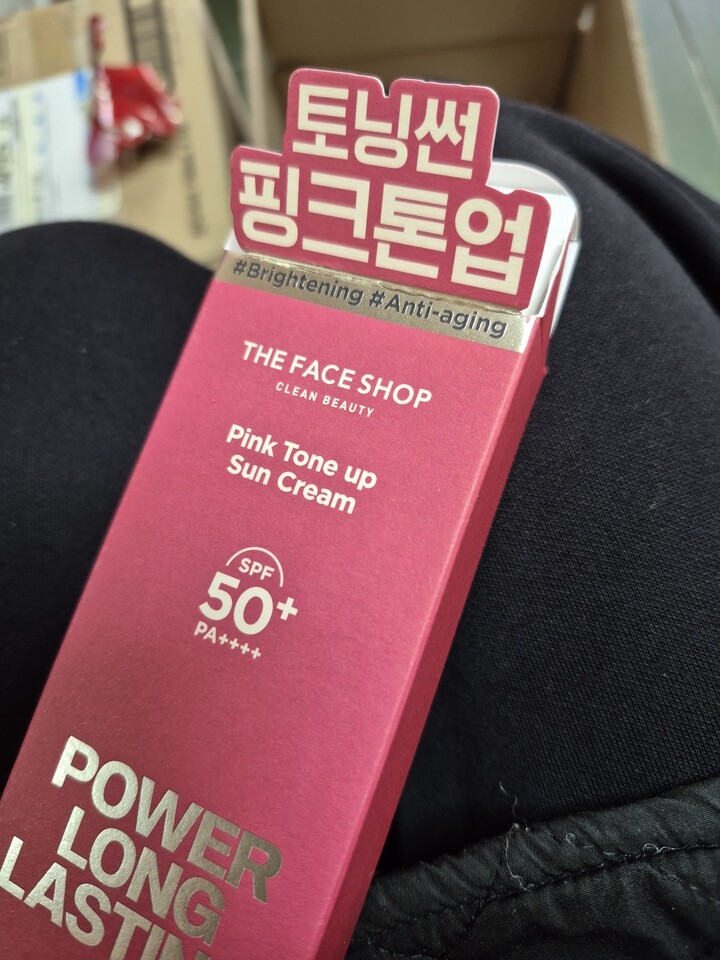 토닝썬
핑크톤업
#Brightening #Anti-aging
THE FACE SHOP
CLEAN BEAUTY
Pink Tone up
Sun Cream
SPF
50+
PA++++
POWER
LONG